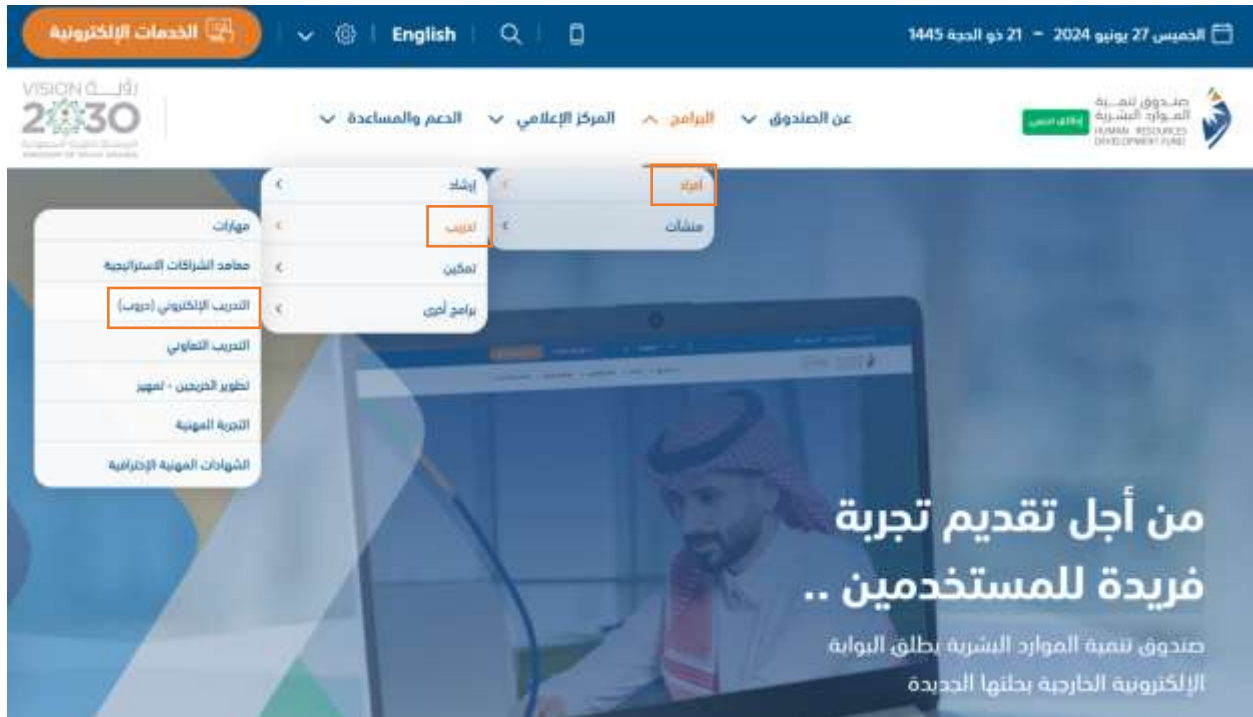 الخميس 27 يونيو 2024 - 21 ذو الحجة 1445
English
الخدمات الإلكترونية
صندوق تنمية
الموارد البشرية
HUMAN RESOURCES
DEVELOPMENT FUND
عن الصندوق
البرامج
المركز الإعلامي
الدعم والمساعدة
VISION رؤية
2030
أفراد
منشآت
إرشاد
تدريب
تمكين
برامج أخرى
مهارات
معاهد الشراكات الاستراتيجية
التدريب الإلكتروني (دروب)
التدريب التعاوني
تطوير الخريجين - تمهير
التجربة المهنية
الشهادات المهنية الإحترافية
من أجل تقديم تجربة
فريدة للمستخدمين ..
صندوق تنمية الموارد البشرية يطلق البوابة
الإلكترونية الخارجية بحلتها الجديدة